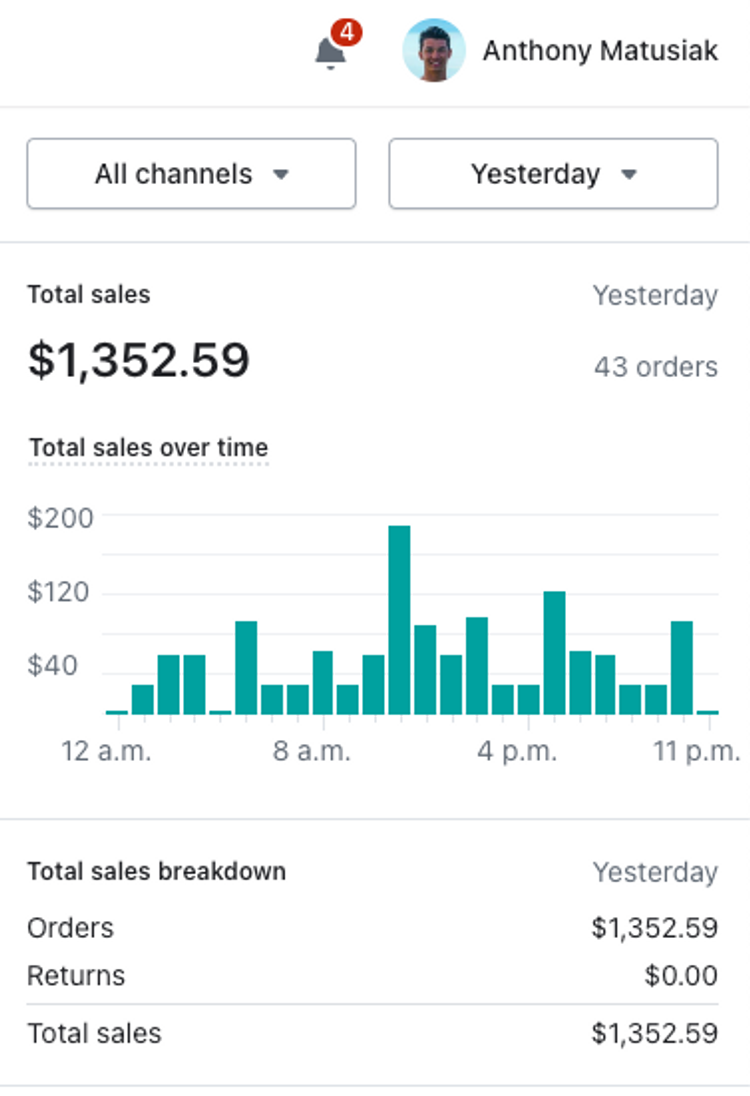 4
Anthony Matusiak
All channels
Yesterday
Total sales
Yesterday
$1,352.59
43 orders
Total sales over time
$200
$120
$40
12 a.m.
8 a.m.
4 p.m.
11 p.m.
Total sales breakdown
Yesterday
Orders
$1,352.59
Returns
$0.00
Total sales
$1,352.59